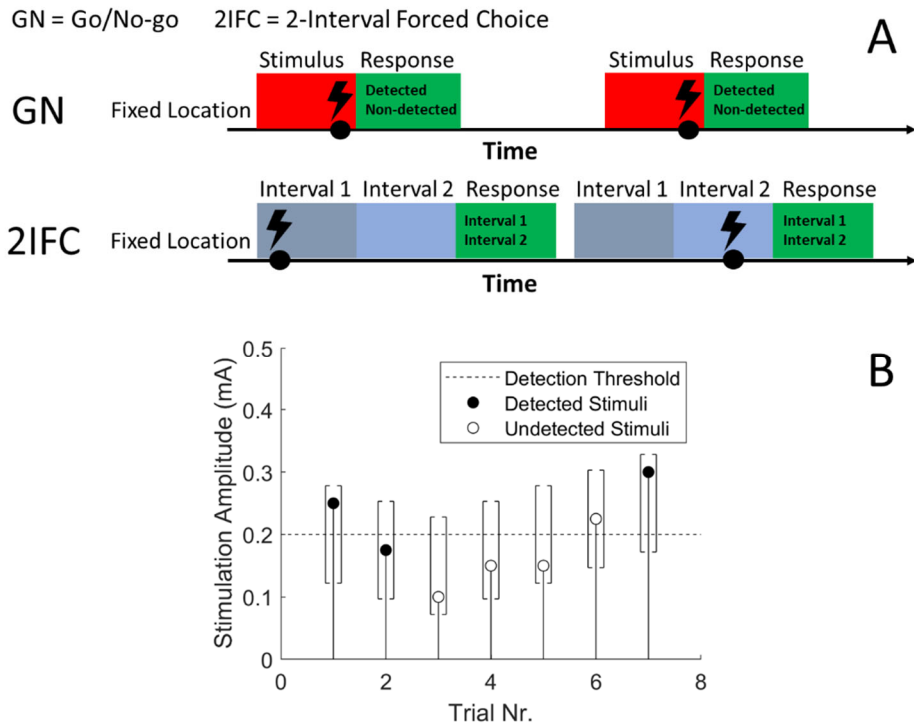 GN = Go/No-go 2IFC = 2-Interval Forced Choice
A
Stimulus Response Stimulus Response
GN
Fixed Location
Detected
Non-detected
Detected
Non-detected
Time
Interval 1 Interval 2 Response Interval 1 Interval 2 Response
2IFC
Fixed Location
Interval 1
Interval 2
Interval 1
Interval 2
Time
B
Stimulation Amplitude (mA)
0.5
0.4
0.3
0.2
0.1
0
Detection Threshold
Detected Stimuli
Undetected Stimuli
0 2 4 6 8
Trial Nr.